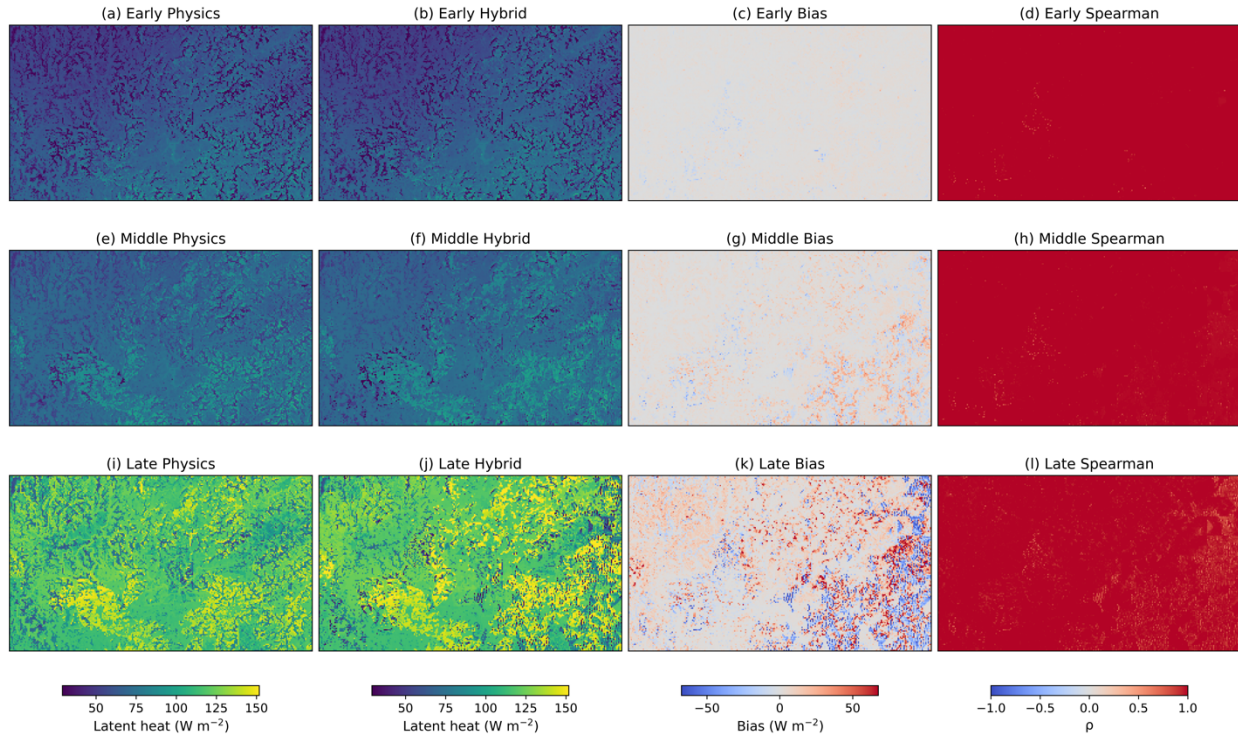 (a) Early Physics
(b) Early Hybrid
(c) Early Bias
(d) Early Spearman
(e) Middle Physics
(f) Middle Hybrid
(g) Middle Bias
(h) Middle Spearman
(i) Late Physics
(j) Late Hybrid
(k) Late Bias
(l) Late Spearman
50 75 100 125 150
Latent heat (W m⁻²)
50 75 100 125 150
Latent heat (W m⁻²)
−50 0 50
Bias (W m⁻²)
−1.0 −0.5 0.0 0.5 1.0
ρ